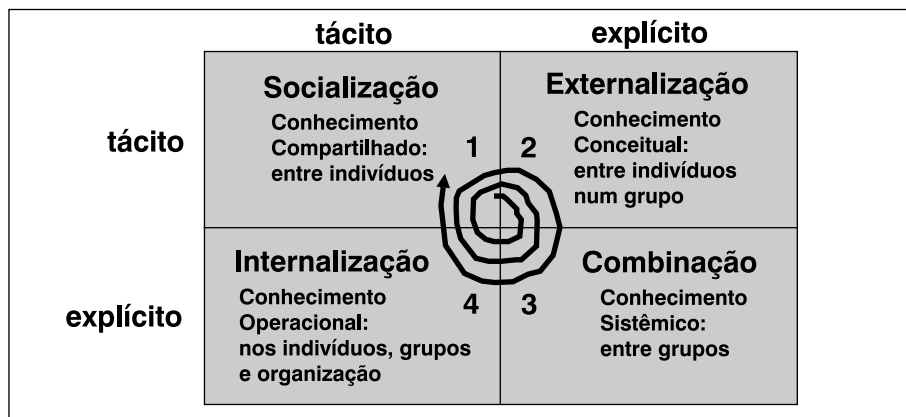 tácito
explícito
tácito
Socialização
Conhecimento
Compartilhado:
entre indivíduos
1
2
Externalização
Conhecimento
Conceitual:
entre indivíduos
num grupo
explícito
Internalização
Conhecimento
Operacional:
nos indivíduos, grupos
e organização
4
3
Combinação
Conhecimento
Sistêmico:
entre grupos